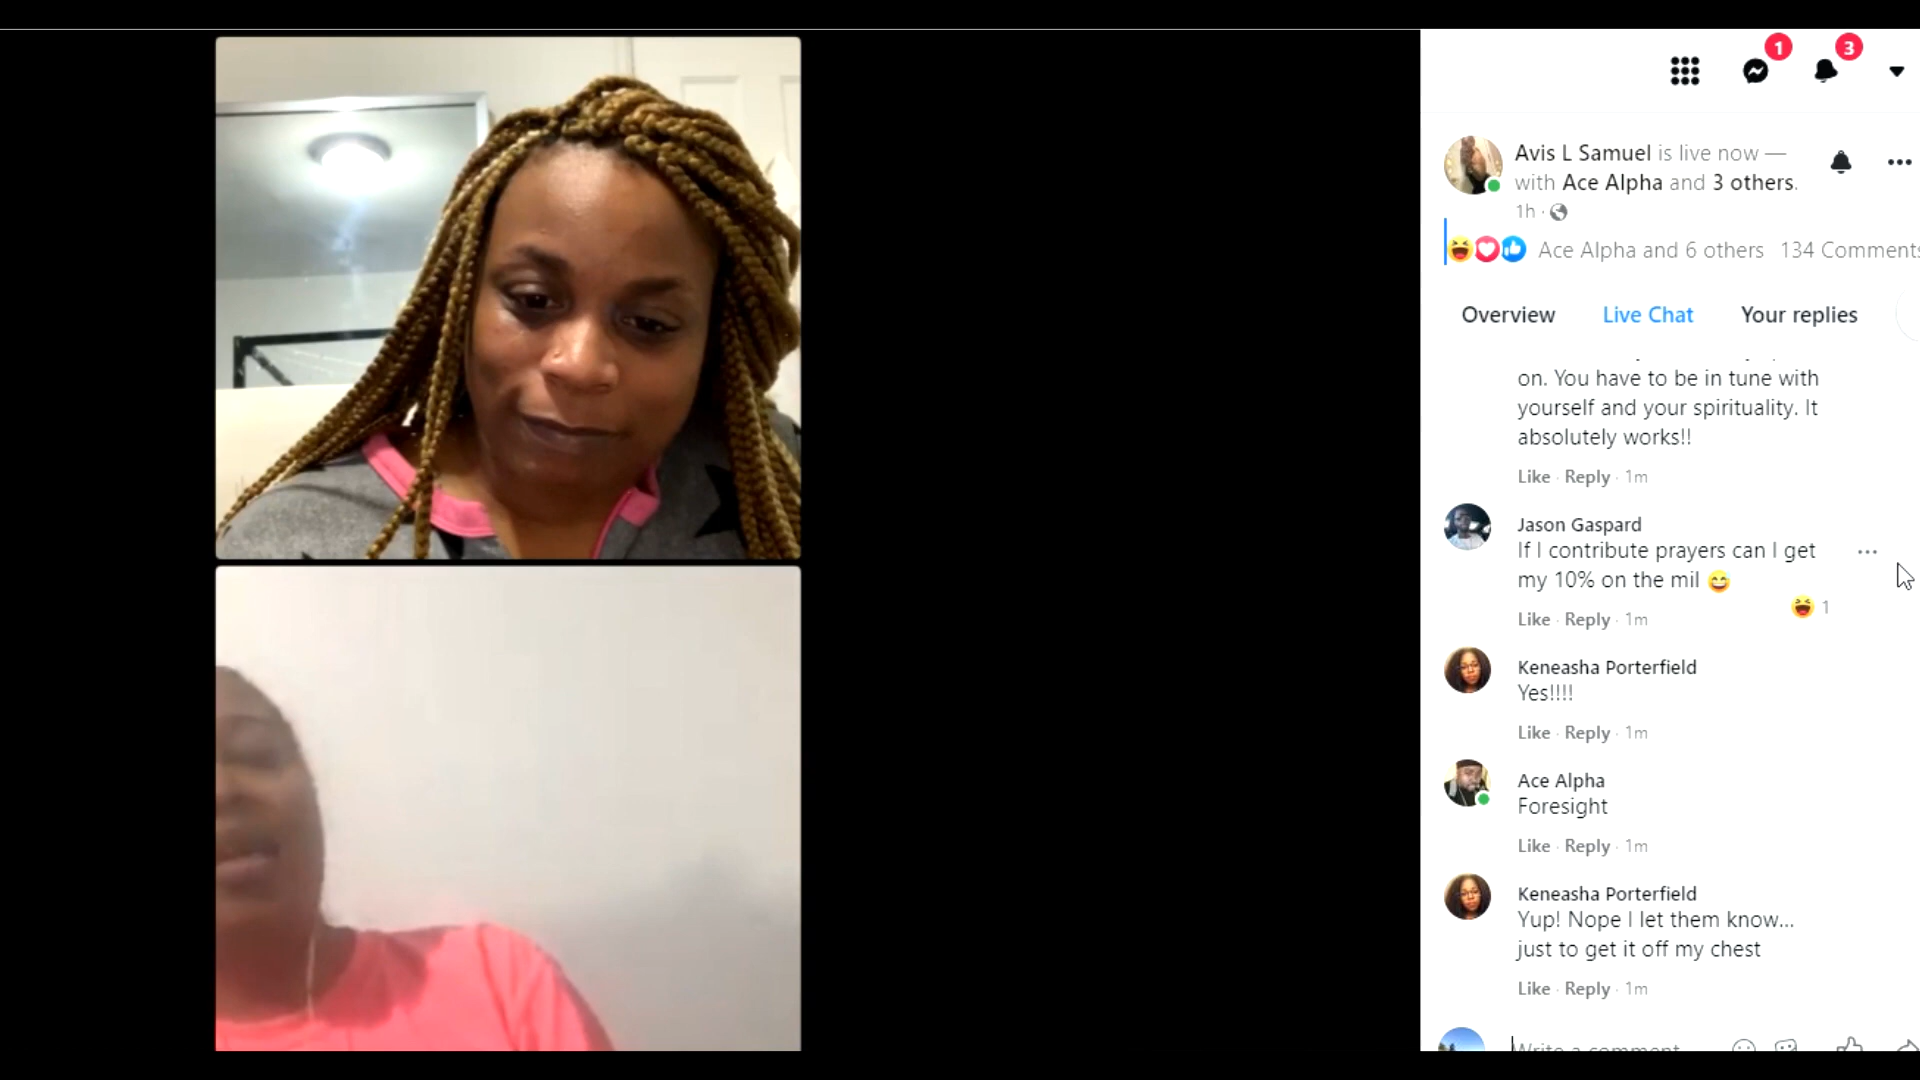 1
3
Avis L Samuel is live now —
with Ace Alpha and 3 others.
1h ·
Ace Alpha and 6 others 134 Comments
Overview Live Chat Your replies
on. You have to be in tune with
yourself and your spirituality. It
absolutely works!!
Like · Reply · 1m
Jason Gaspard
If I contribute prayers can I get
my 10% on the mil 😅
1
Like · Reply · 1m
Keneasha Porterfield
Yes!!!!
Like · Reply · 1m
Ace Alpha
Foresight
Like · Reply · 1m
Keneasha Porterfield
Yup! Nope I let them know...
just to get it off my chest
Like · Reply · 1m
Write a comment